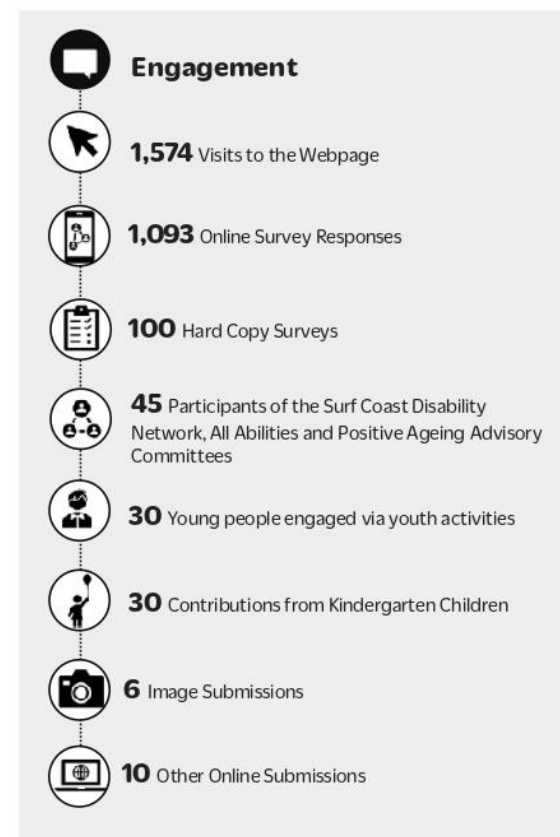 Engagement
1,574 Visits to the Webpage
1,093 Online Survey Responses
100 Hard Copy Surveys
45 Participants of the Surf Coast Disability
Network, All Abilities and Positive Ageing Advisory
Committees
30 Young people engaged via youth activities
30 Contributions from Kindergarten Children
6 Image Submissions
10 Other Online Submissions